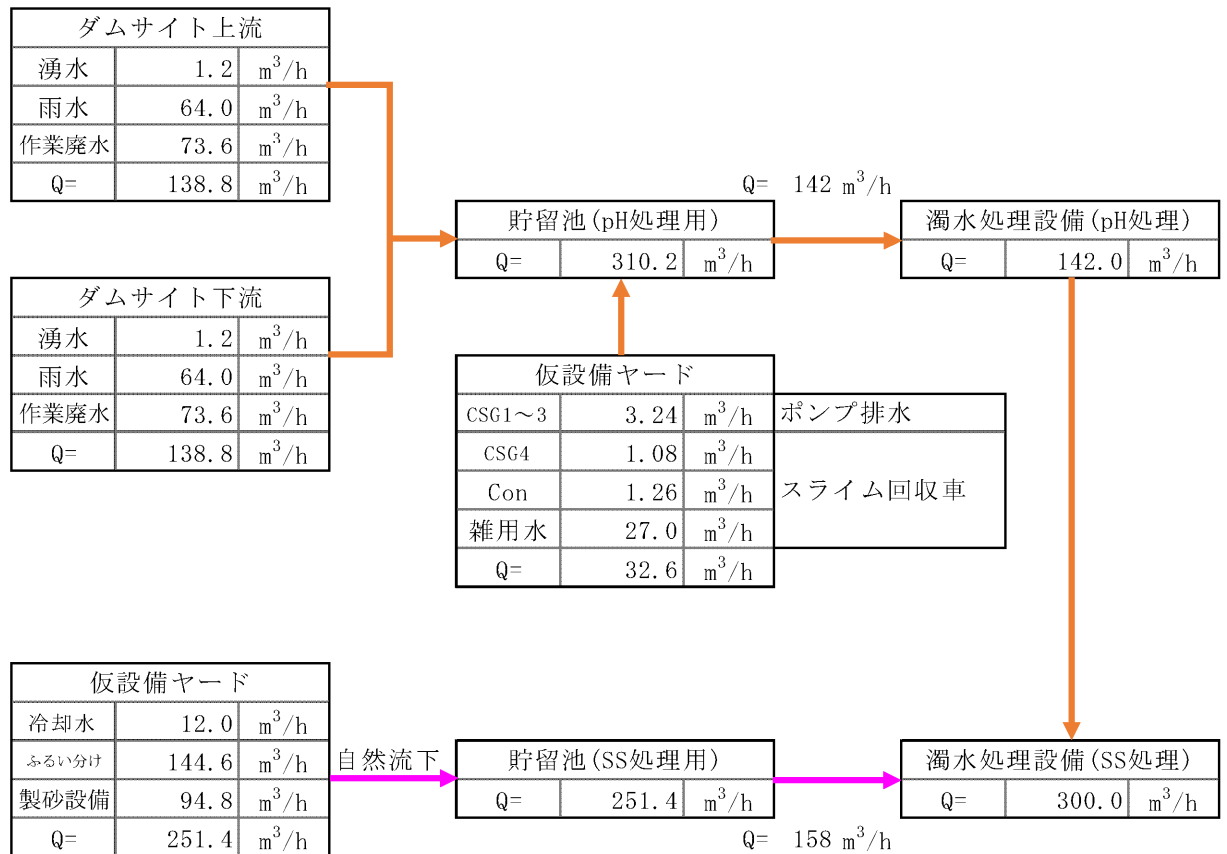 ダムサイト上流
湧水 1.2 m³/h
雨水 64.0 m³/h
作業廃水 73.6 m³/h
Q= 138.8 m³/h
ダムサイト下流
湧水 1.2 m³/h
雨水 64.0 m³/h
作業廃水 73.6 m³/h
Q= 138.8 m³/h
貯留池(pH処理用)
Q= 310.2 m³/h
Q= 142 m³/h
濁水処理設備(pH処理)
Q= 142.0 m³/h
仮設備ヤード
CSG1～3 3.24 m³/h ポンプ排水
CSG4 1.08 m³/h
Con 1.26 m³/h スライム回収車
雑用水 27.0 m³/h
Q= 32.6 m³/h
仮設備ヤード
冷却水 12.0 m³/h
ふるい分け 144.6 m³/h
製砂設備 94.8 m³/h
Q= 251.4 m³/h
自然流下
貯留池(SS処理用)
Q= 251.4 m³/h
Q= 158 m³/h
濁水処理設備(SS処理)
Q= 300.0 m³/h